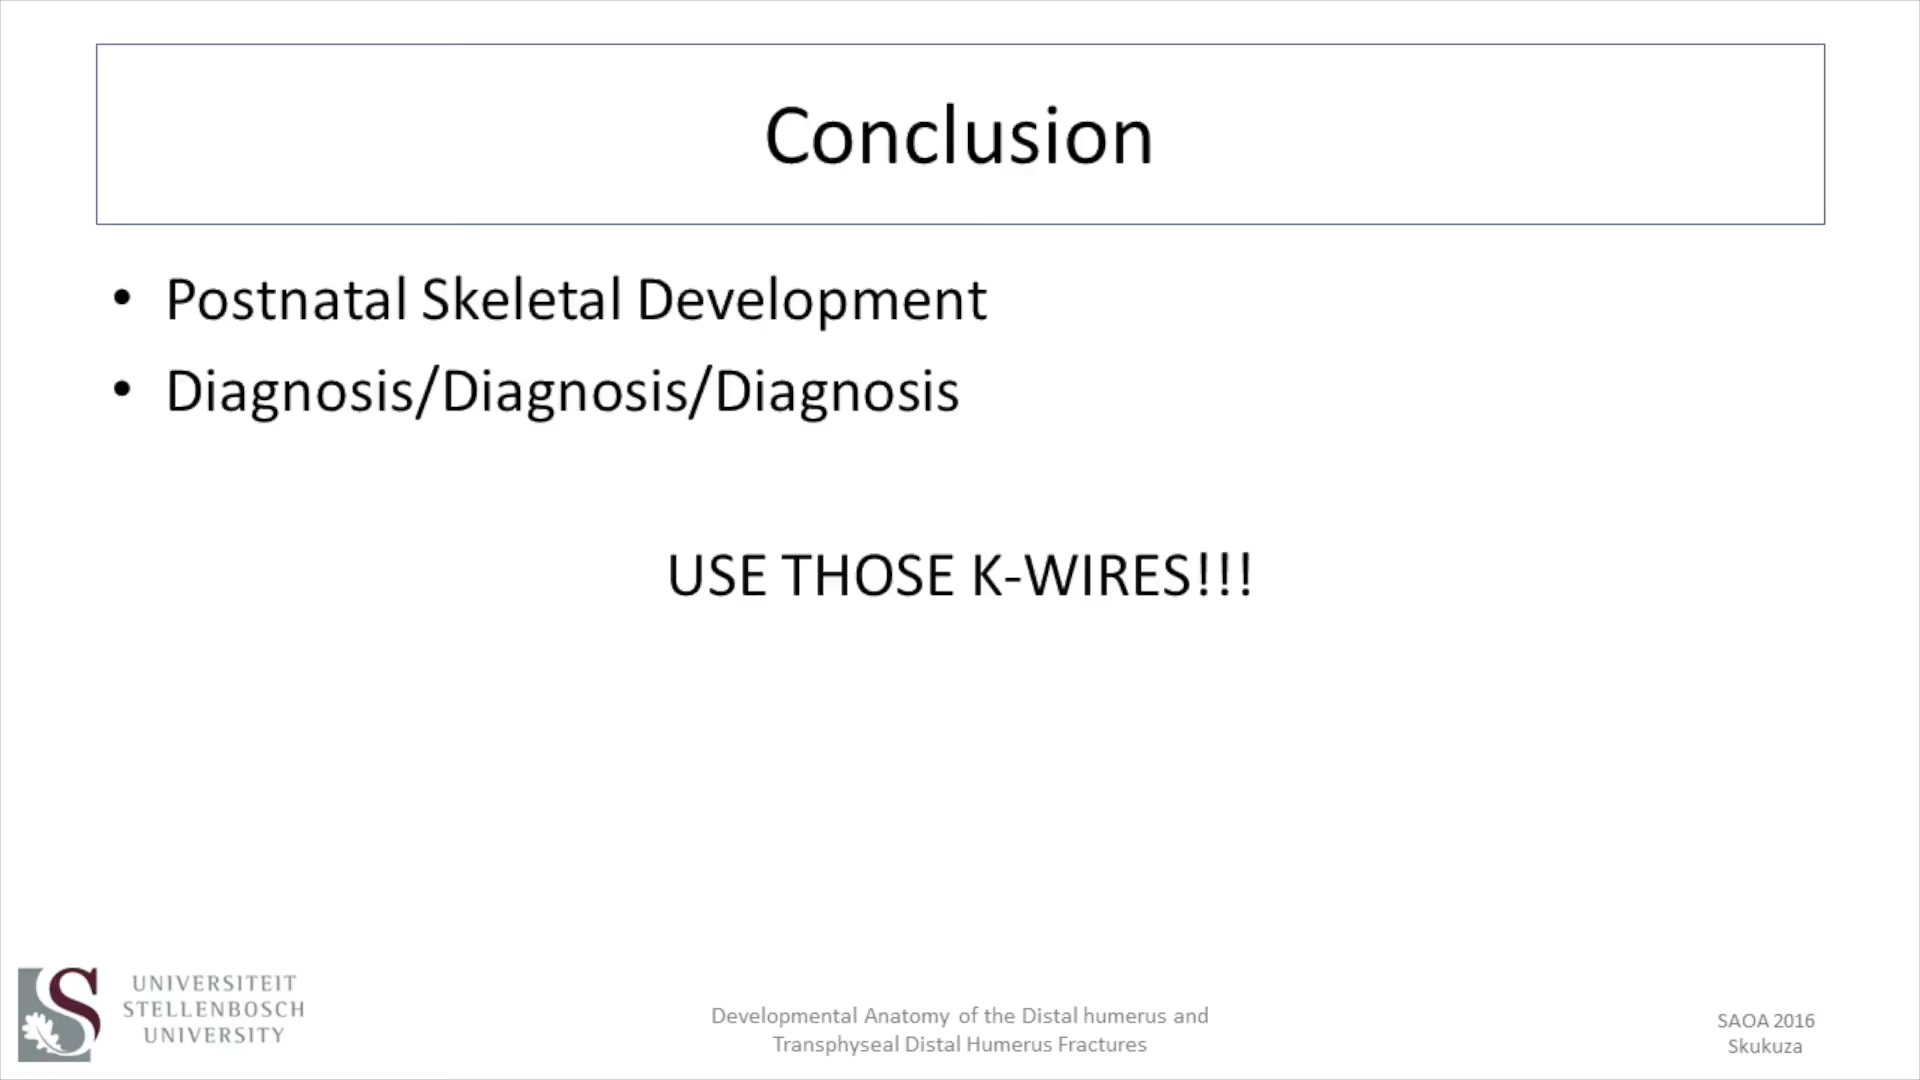 Conclusion
• Postnatal Skeletal Development
• Diagnosis/Diagnosis/Diagnosis
USE THOSE K-WIRES!!!
UNIVERSITEIT
STELLENBOSCH
UNIVERSITY
Developmental Anatomy of the Distal humerus and
Transphyseal Distal Humerus Fractures
SAOA 2016
Skukuza